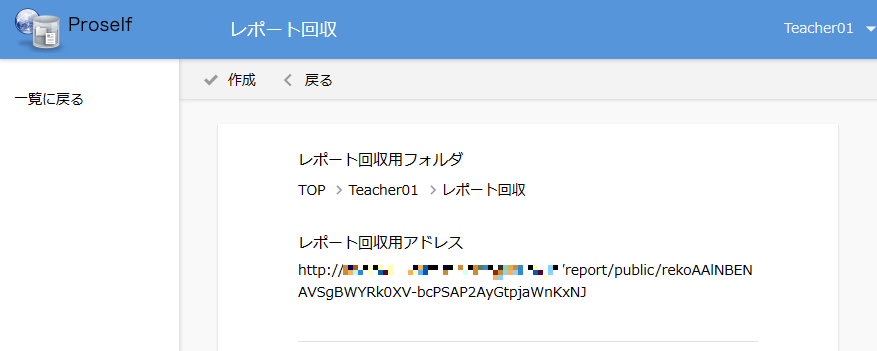 Proself
レポート回収
Teacher01
一覧に戻る
作成
戻る
レポート回収用フォルダ
TOP Teacher01 レポート回収
レポート回収用アドレス
http:// /report/public/rekoAAlNBEN
AVSgBWYRk0XV-bcPSAP2AyGtpjaWnKxNJ